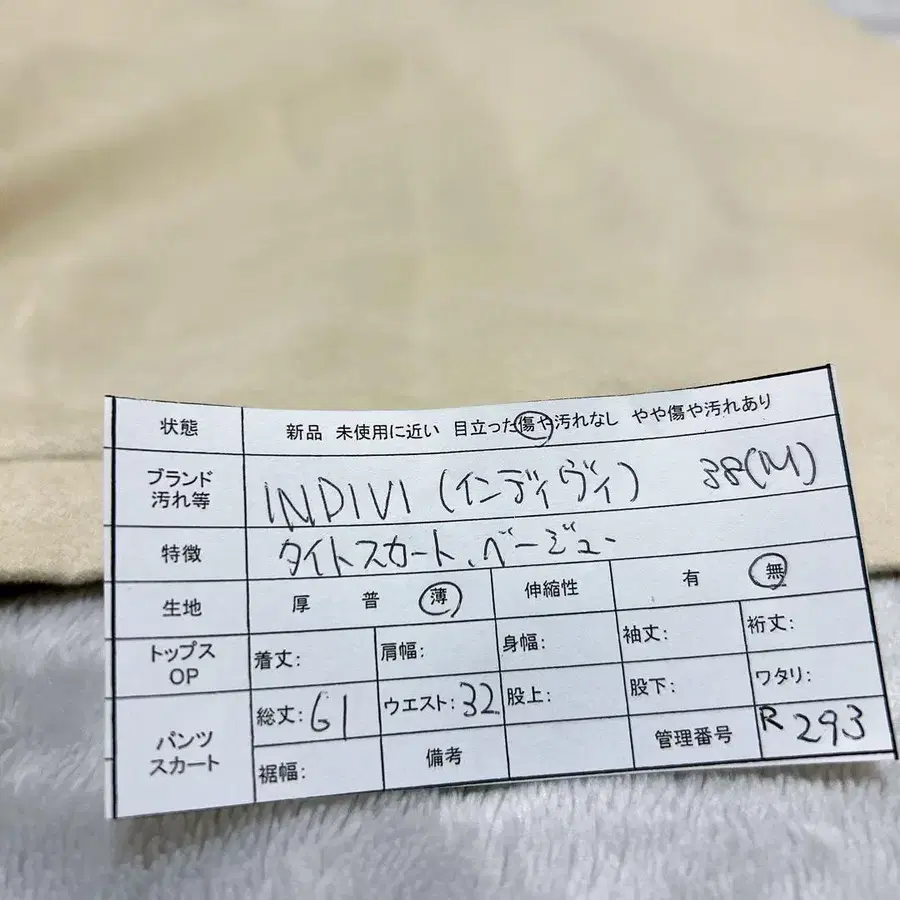 状態 新品 未使用に近い 目立った傷や汚れなし やや傷や汚れあり
ブランド 汚れ等 INDIVI (インディヴィ) 38(M)
特徴 タイトスカート、ベージュー
生地 厚 普 薄 伸縮性 有 無
トップス OP 着丈: 肩幅: 身幅: 袖丈: 裄丈:
パンツ スカート 総丈: 61 ウエスト: 32 股上: 股下: ワタリ:
裾幅: 備考 管理番号 R293